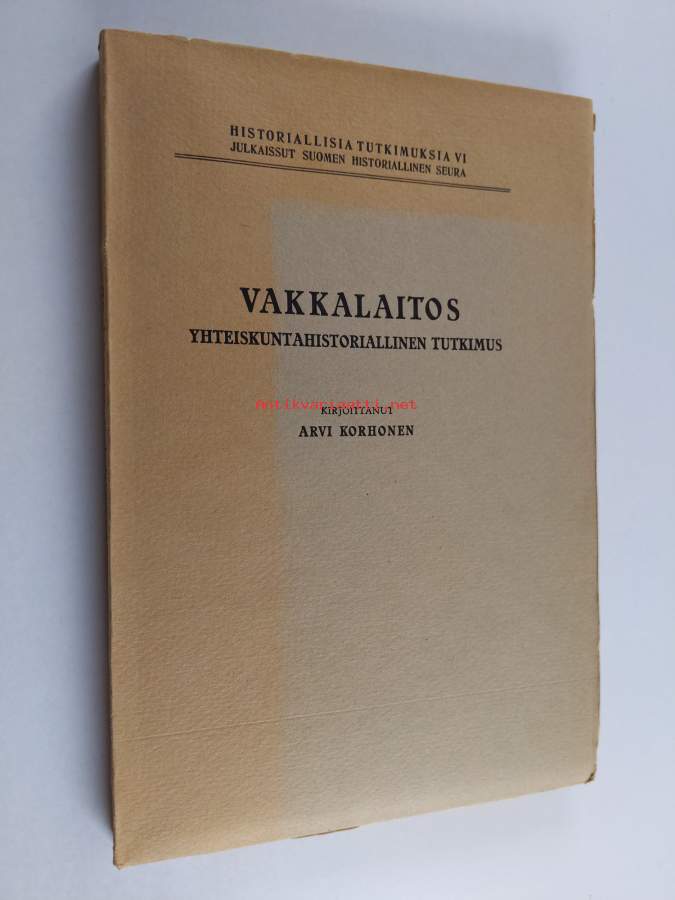 HISTORIALLISIA TUTKIMUKSIA VI
JULKAISSUT SUOMEN HISTORIALLINEN SEURA
VAKKALAITOS
YHTEISKUNTAHISTORIALLINEN TUTKIMUS
antikvariaatti.net
KIRJOITTANUT
ARVI KORHONEN